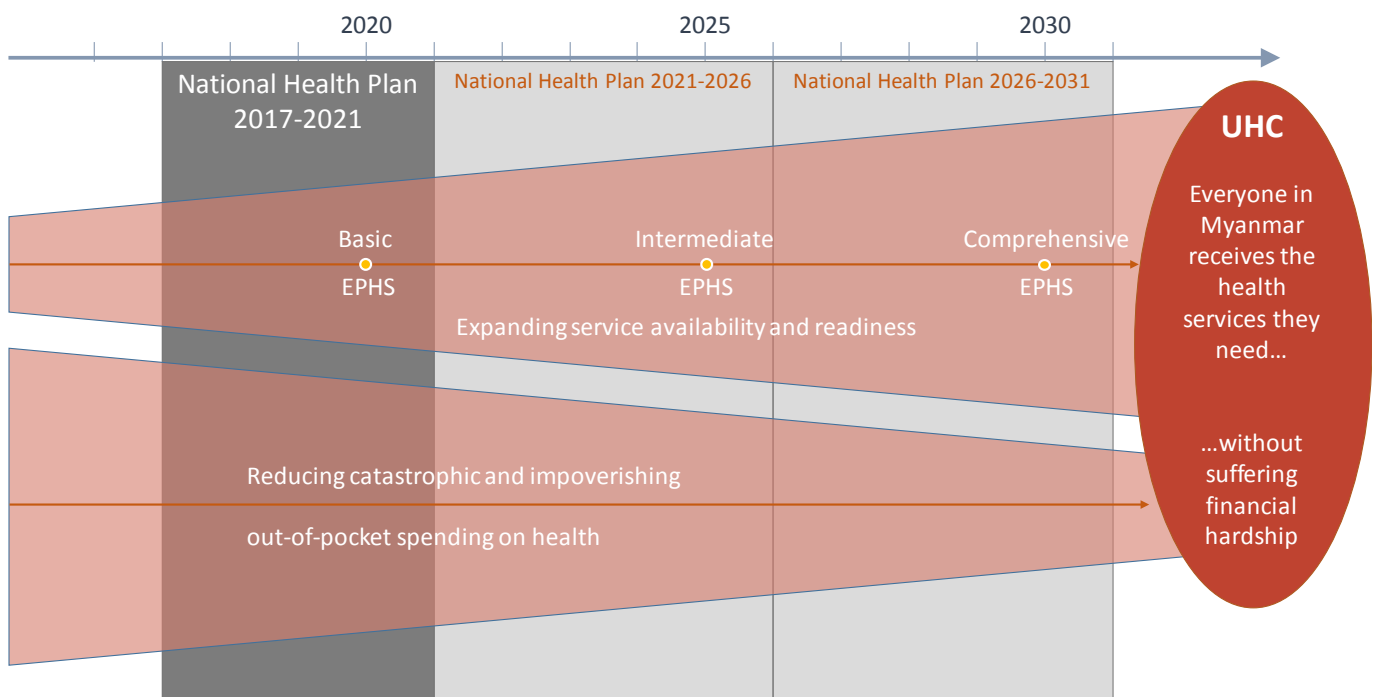 2020
2025
2030
National Health Plan
2017-2021
National Health Plan 2021-2026
National Health Plan 2026-2031
Basic
EPHS
Intermediate
EPHS
Comprehensive
EPHS
Expanding service availability and readiness
Reducing catastrophic and impoverishing
out-of-pocket spending on health
UHC
Everyone in
Myanmar
receives the
health
services they
need...
...without
suffering
financial
hardship